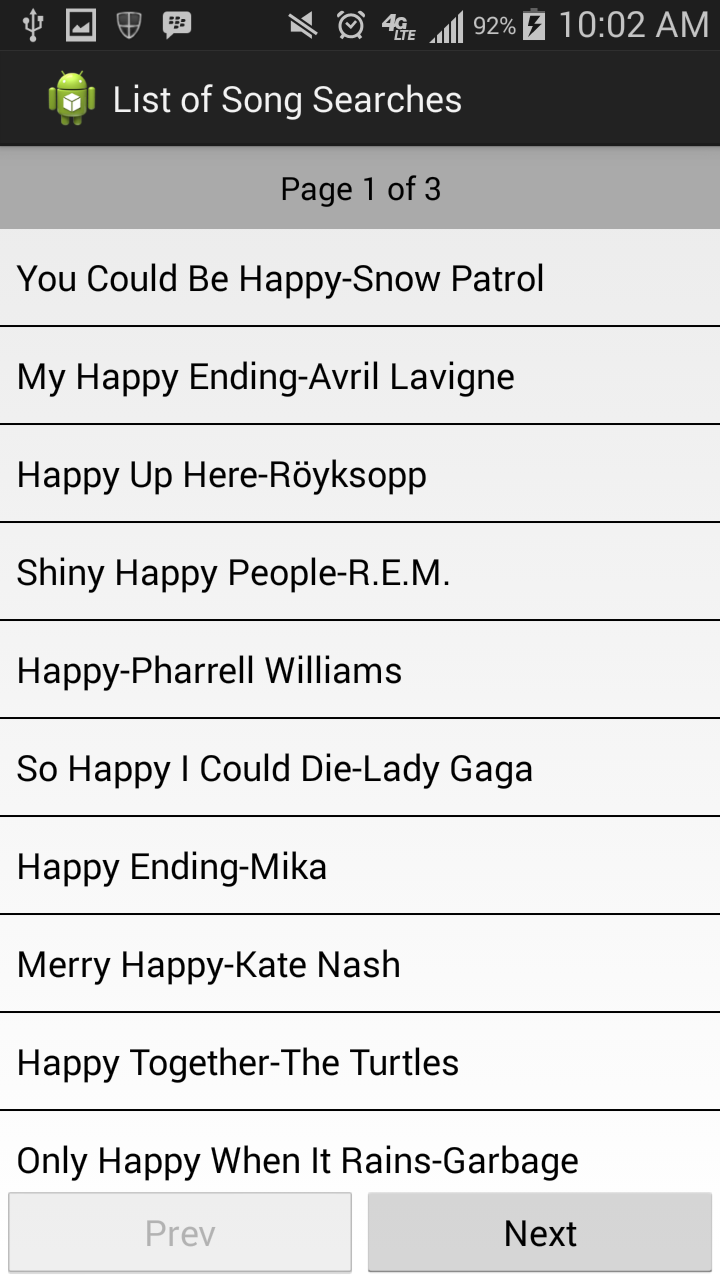 92% 10:02 AM
List of Song Searches
Page 1 of 3
You Could Be Happy-Snow Patrol
My Happy Ending-Avril Lavigne
Happy Up Here-Röyksopp
Shiny Happy People-R.E.M.
Happy-Pharrell Williams
So Happy I Could Die-Lady Gaga
Happy Ending-Mika
Merry Happy-Kate Nash
Happy Together-The Turtles
Only Happy When It Rains-Garbage
Prev Next